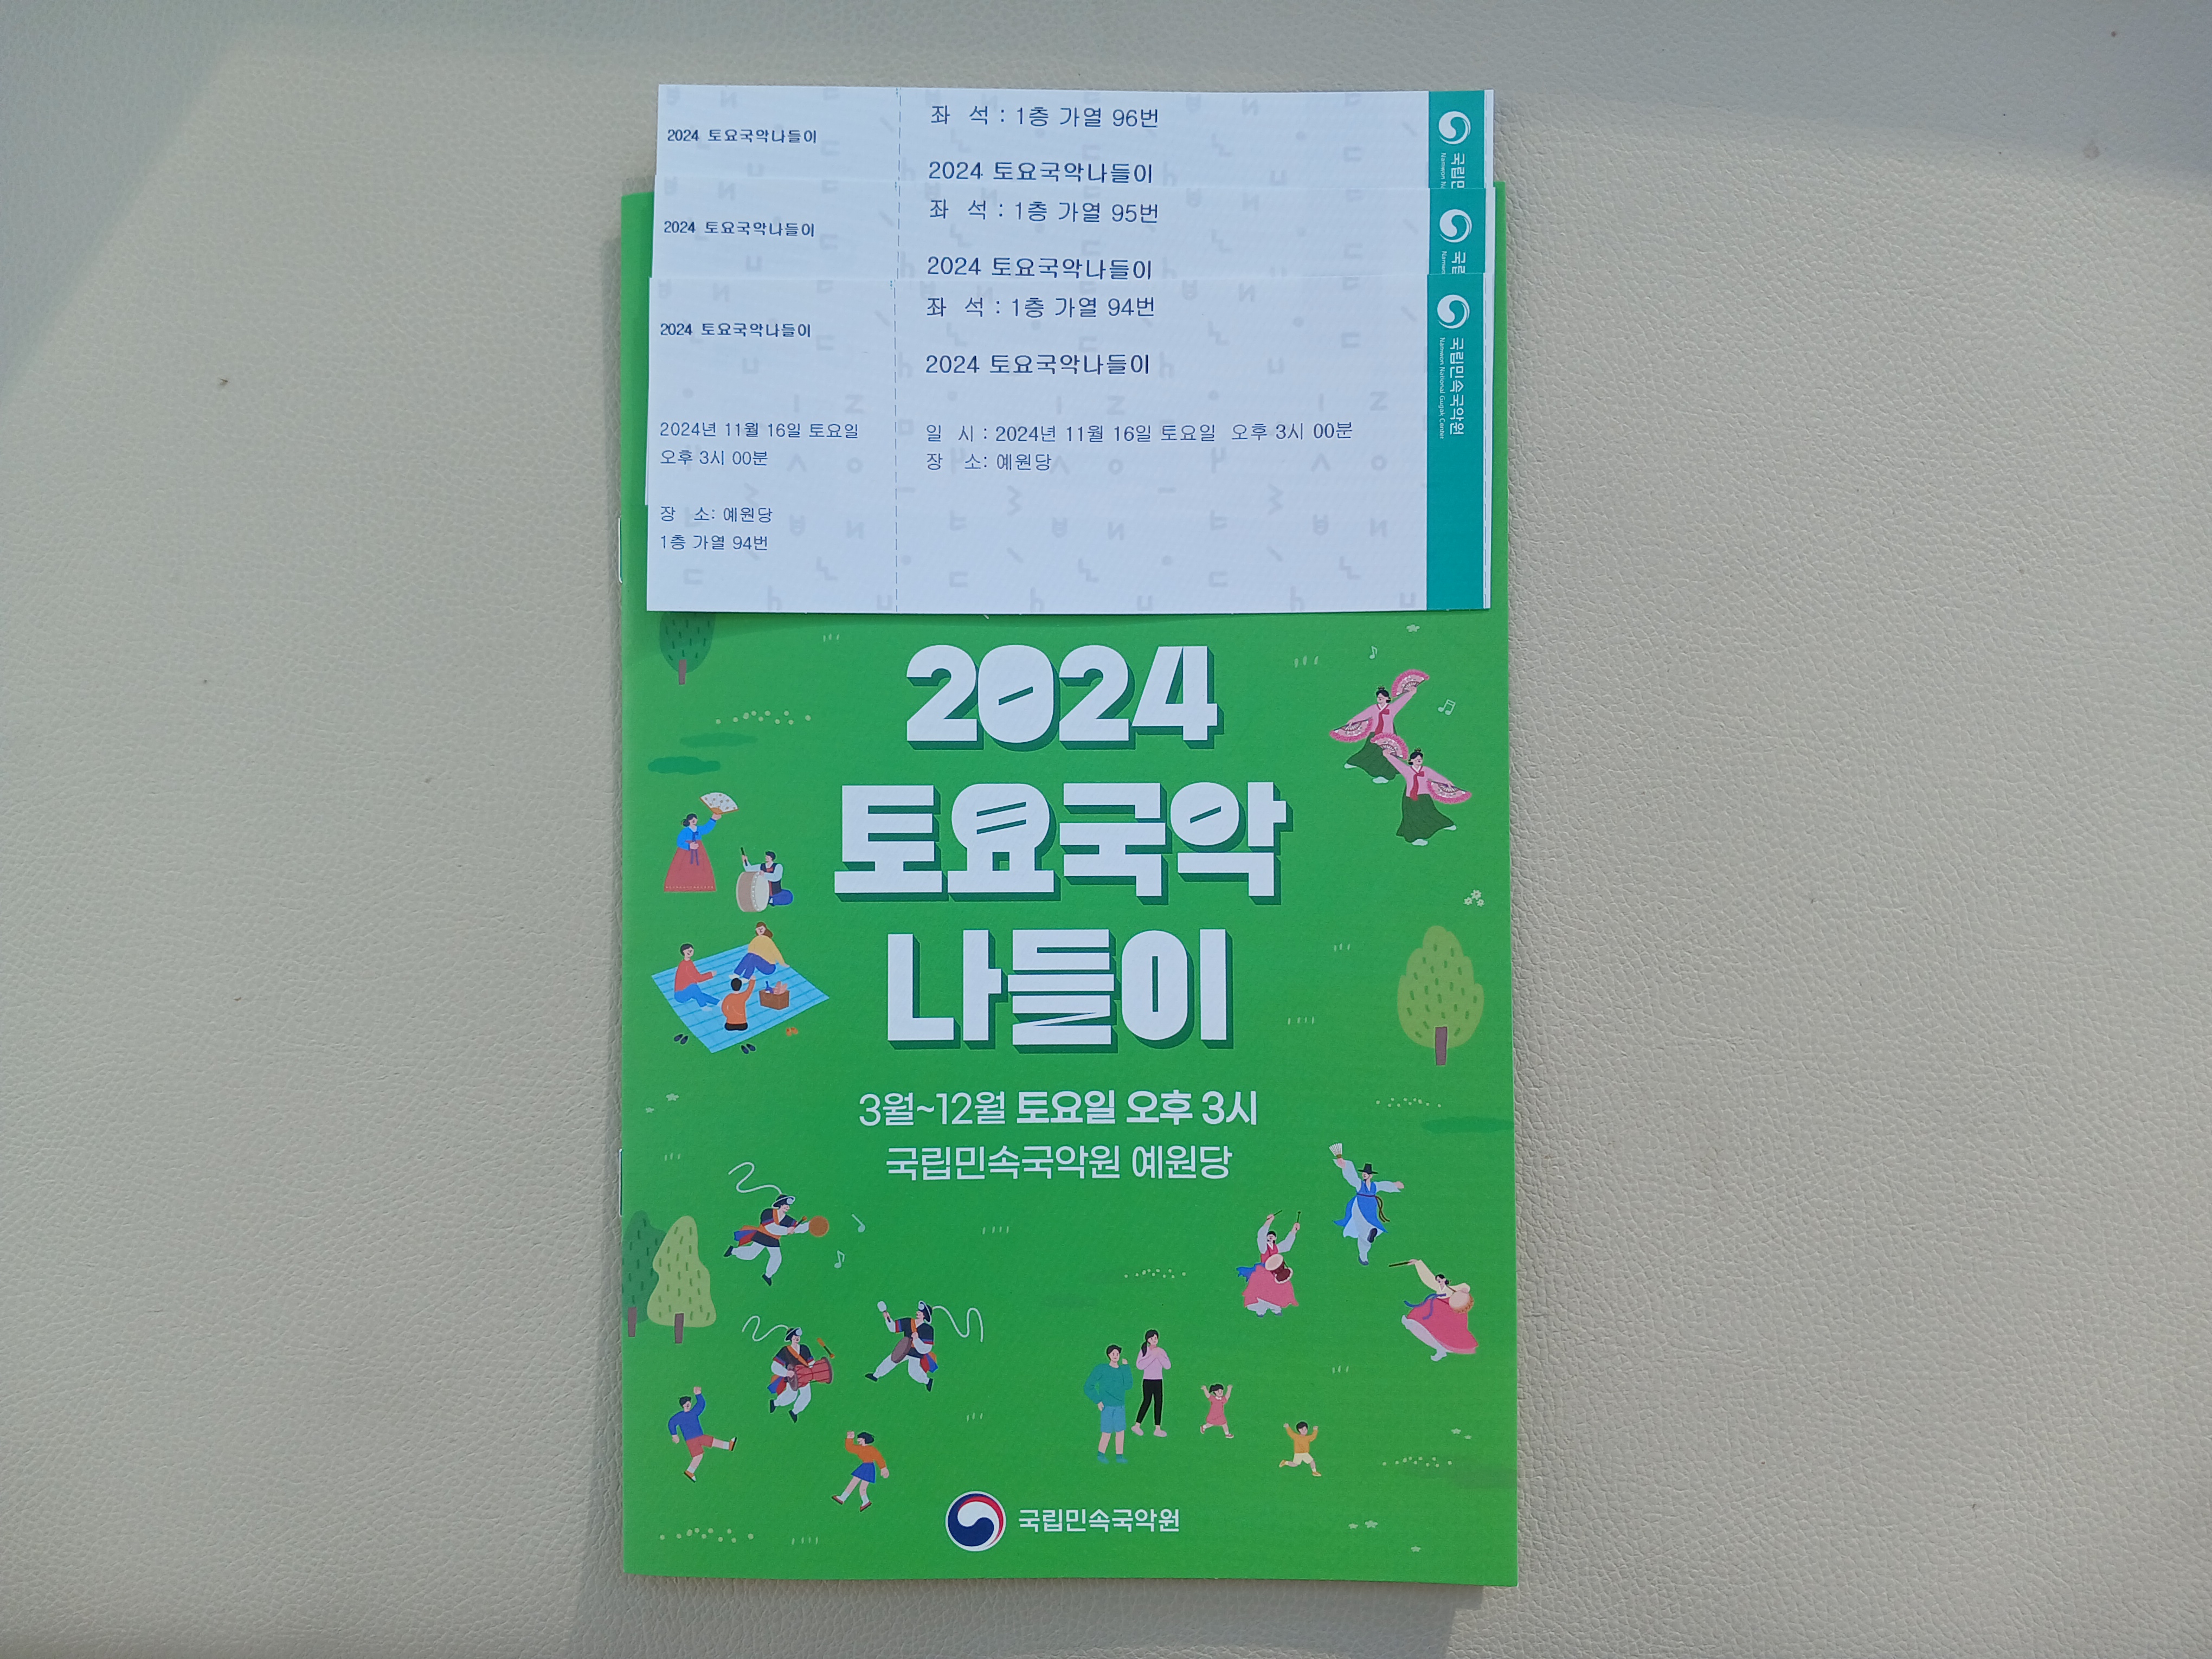 2024 토요국악나들이
좌 석 : 1층 가열 96번
2024 토요국악나들이
국립민
2024 토요국악나들이
좌 석 : 1층 가열 95번
2024 토요국악나들이
국립
2024 토요국악나들이
2024년 11월 16일 토요일
오후 3시 00분
장 소: 예원당
1층 가열 94번
좌 석 : 1층 가열 94번
2024 토요국악나들이
일 시 : 2024년 11월 16일 토요일 오후 3시 00분
장 소: 예원당
국립민속국악원
Namwon National Gugak Center
2024
토요국악
나들이
3월~12월 토요일 오후 3시
국립민속국악원 예원당
국립민속국악원